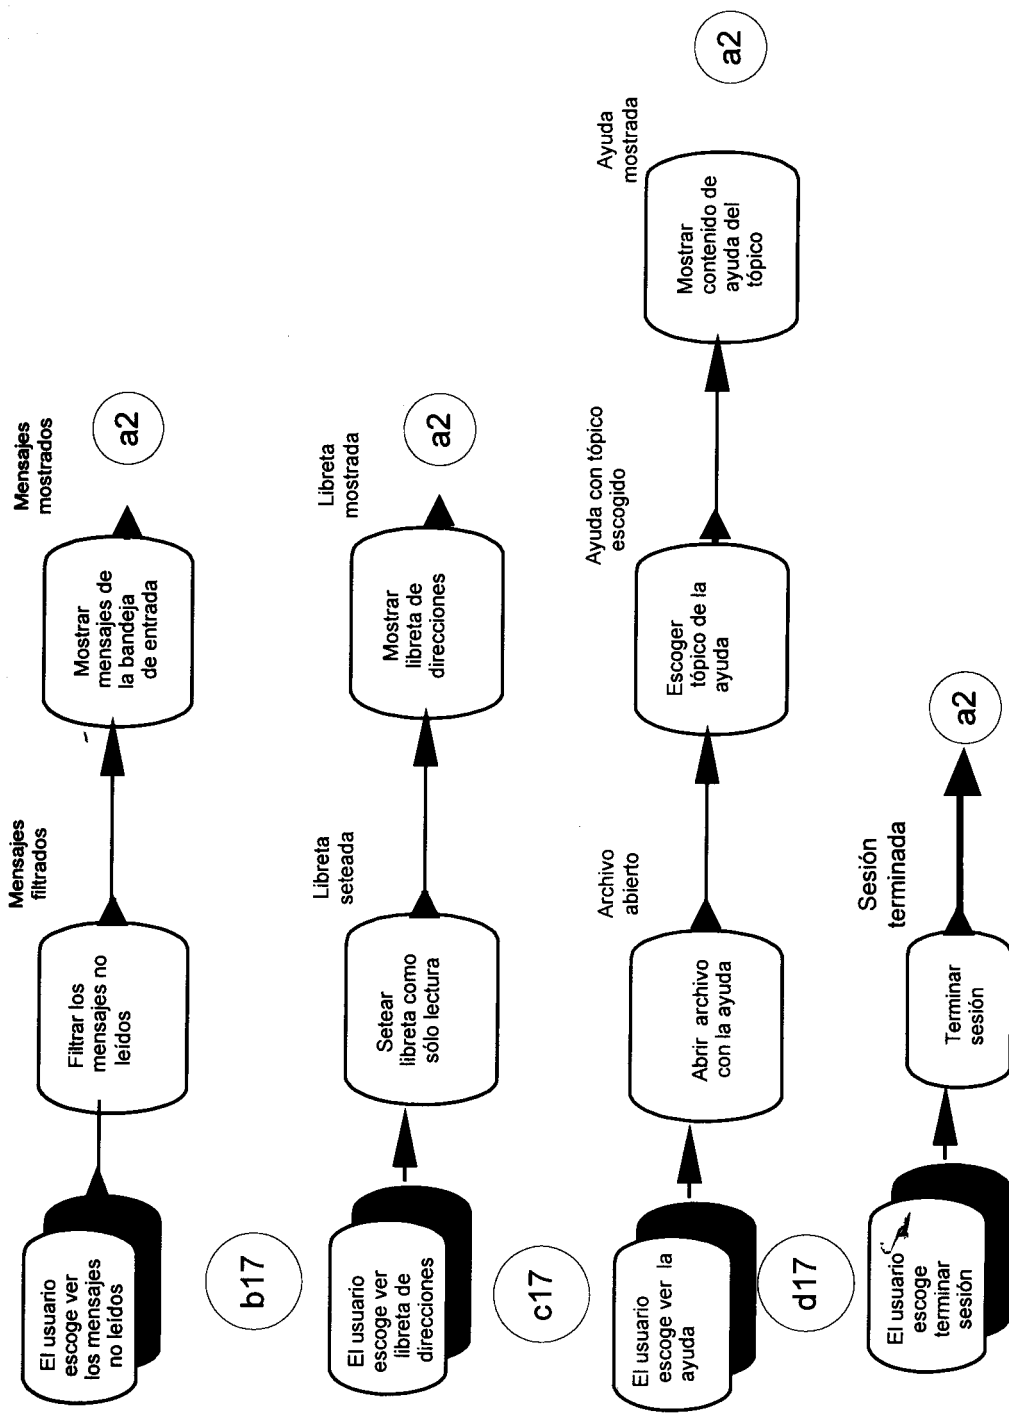 El usuario
escoge ver
los mensajes
no leídos
Filtrar los
mensajes no
leídos
Mensajes
filtrados
Mostrar
mensajes de
la bandeja
de entrada
Mensajes
mostrados
a2
b17
El usuario
escoge ver
libreta de
direcciones
Setear
libreta como
sólo lectura
Libreta
seteada
Mostrar
libreta de
direcciones
Libreta
mostrada
a2
c17
El usuario
escoge ver la
ayuda
Abrir archivo
con la ayuda
Archivo
abierto
Escoger
tópico de la
ayuda
Ayuda con tópico
escogido
Mostrar
contenido de
ayuda del
tópico
Ayuda
mostrada
a2
d17
El usuario
escoge
terminar
sesión
Terminar
sesión
Sesión
terminada
a2